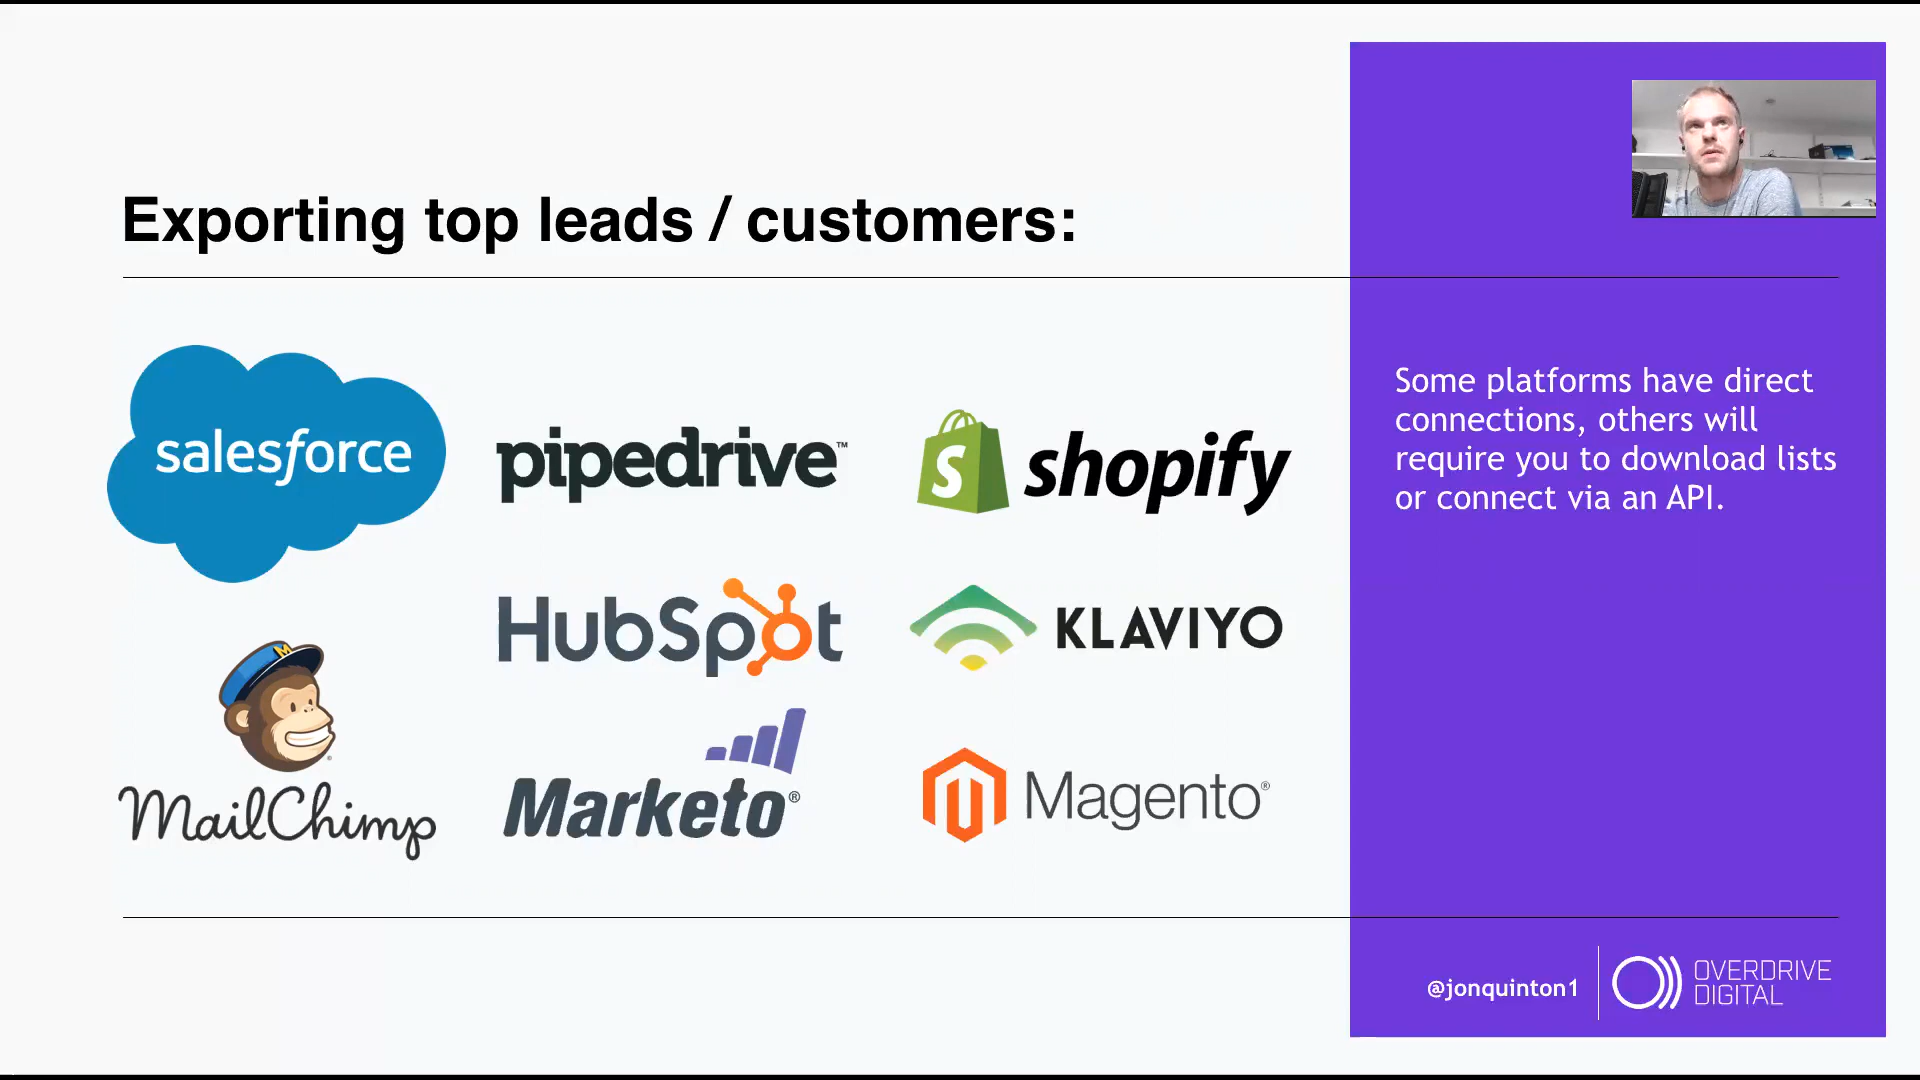 Exporting top leads / customers:
salesforce
pipedrive™
shopify
HubSpot
KLAVIYO
MailChimp
Marketo®
Magento®
Some platforms have direct
connections, others will
require you to download lists
or connect via an API.
@jonquinton1
OVERDRIVE
DIGITAL